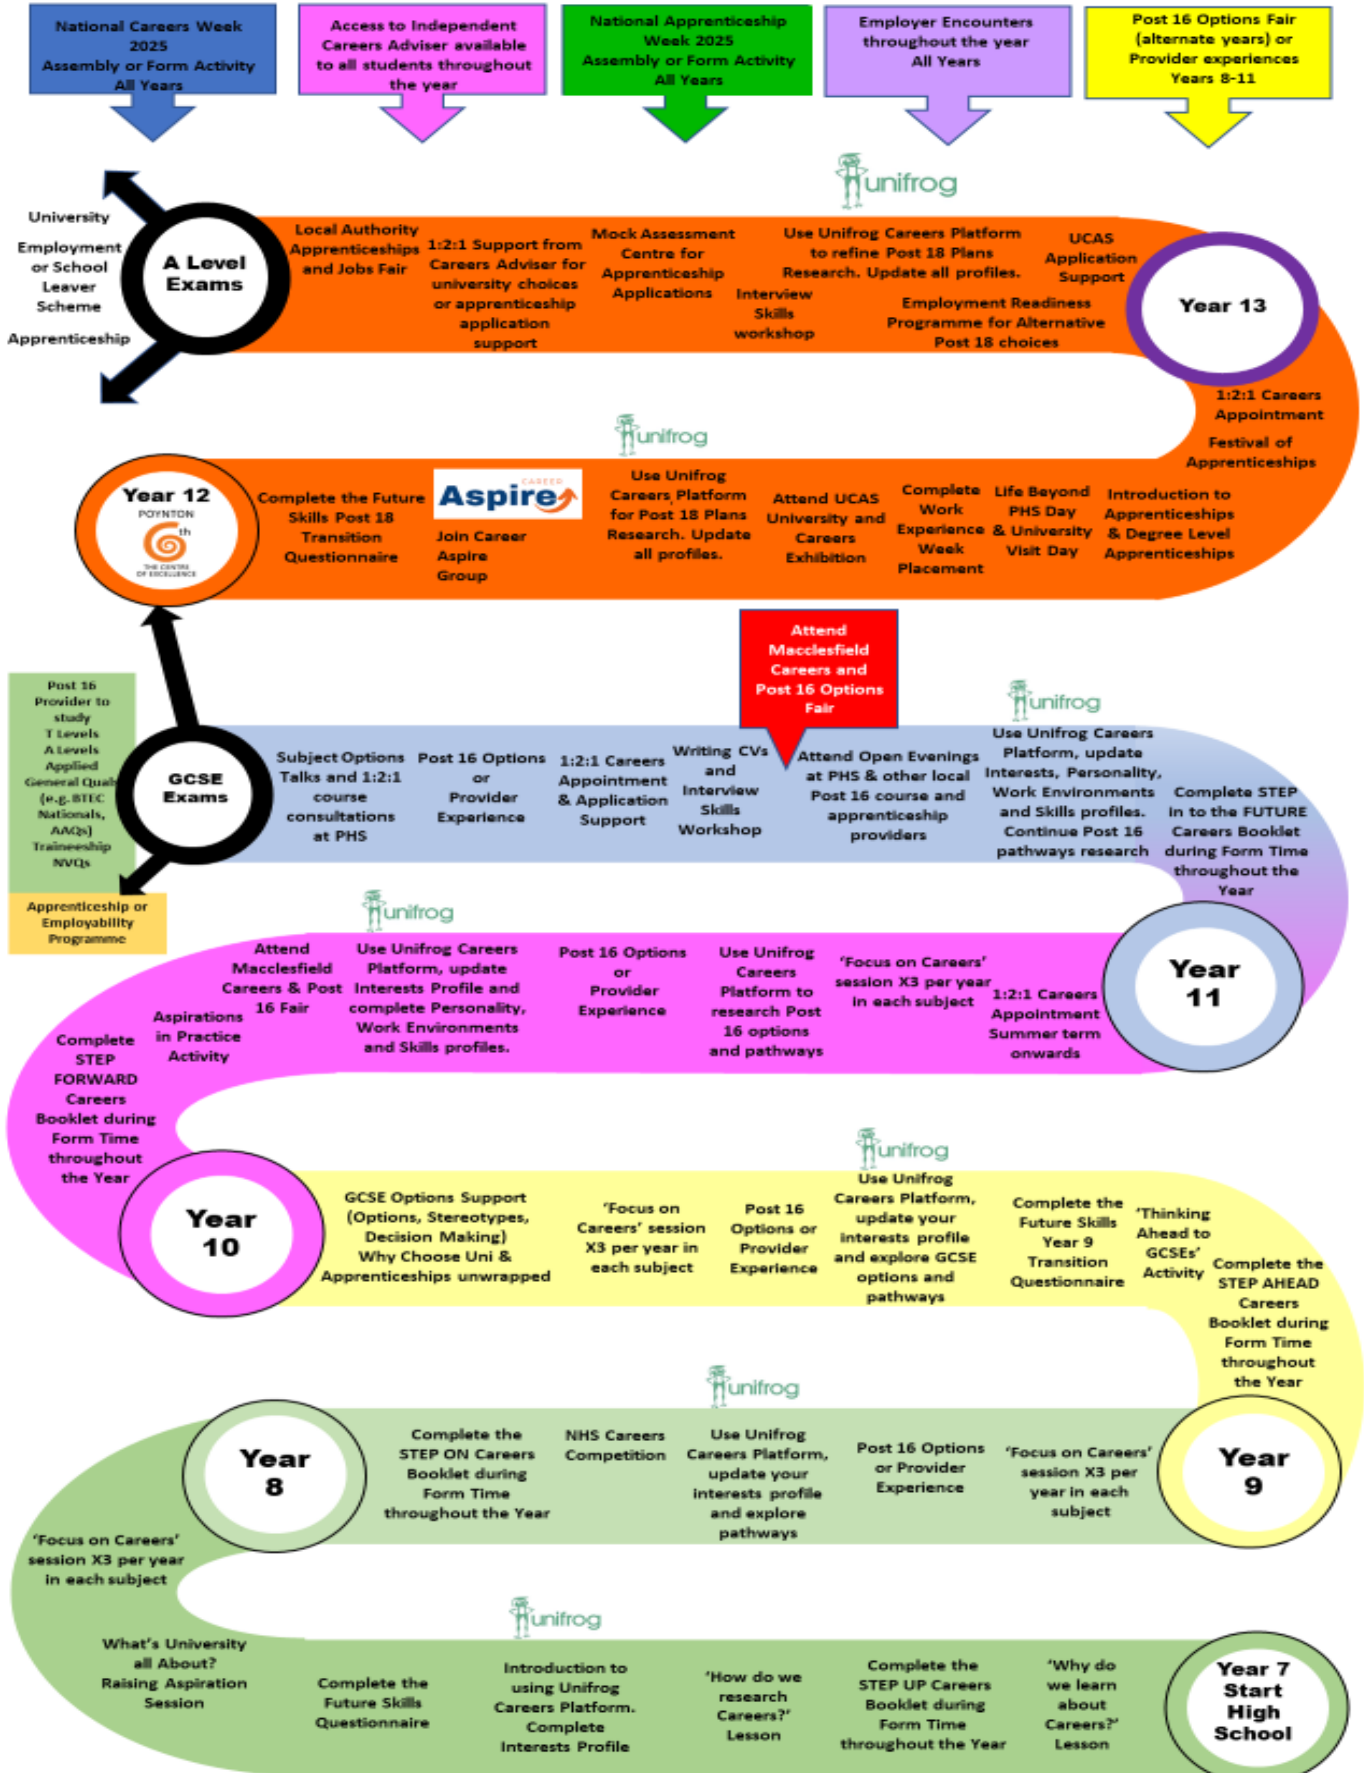 National Careers Week
2025
Assembly or Form Activity
All Years
Access to Independent
Careers Adviser available
to all students throughout
the year
National Apprenticeship
Week 2025
Assembly or Form Activity
All Years
Employer Encounters
throughout the year
All Years
Post 16 Options Fair
(alternate years) or
Provider experiences
Years 8-11
unifrog
University
Employment
or School
Leaver
Scheme
Apprenticeship
A Level
Exams
Local Authority
Apprenticeships
and Jobs Fair
1:2:1 Support from
Careers Adviser for
university choices
or apprenticeship
application
support
Mock Assessment
Centre for
Apprenticeship
Applications
Interview
Skills
workshop
Use Unifrog Careers Platform
to refine Post 18 Plans
Research. Update all profiles.
Employment Readiness
Programme for Alternative
Post 18 choices
UCAS
Application
Support
Year 13
1:2:1 Careers
Appointment
Festival of
Apprenticeships
unifrog
Year 12
POYNTON
6th
THE CENTRE
OF EXCELLENCE
Complete the Future
Skills Post 18
Transition
Questionnaire
CAREER
Aspire
Join Career
Aspire
Group
Use Unifrog
Careers Platform
for Post 18 Plans
Research. Update
all profiles.
Attend UCAS
University and
Careers
Exhibition
Complete
Work
Experience
Week
Placement
Life Beyond
PHS Day
& University
Visit Day
Introduction to
Apprenticeships
& Degree Level
Apprenticeships
Attend
Macclesfield
Careers and
Post 16 Options
Fair
unifrog
Post 16
Provider to
study
T Levels
A Levels
Applied
General Quals
(e.g. BTEC
Nationals,
AAQs)
Traineeship
NVQs
Apprenticeship or
Employability
Programme
GCSE
Exams
Subject Options
Talks and 1:2:1
course
consultations
at PHS
Post 16 Options
or
Provider
Experience
1:2:1 Careers
Appointment
& Application
Support
Writing CVs
and
Interview
Skills
Workshop
Attend Open Evenings
at PHS & other local
Post 16 course and
apprenticeship
providers
Use Unifrog Careers
Platform, update
Interests, Personality,
Work Environments
and Skills profiles.
Continue Post 16
pathways research
Complete STEP
in to the FUTURE
Careers Booklet
during Form Time
throughout the
Year
unifrog
Complete
STEP
FORWARD
Careers
Booklet during
Form Time
throughout
the Year
Aspirations
in Practice
Activity
Attend
Macclesfield
Careers & Post
16 Fair
Use Unifrog Careers
Platform, update
Interests Profile and
complete Personality,
Work Environments
and Skills profiles.
Post 16 Options
or
Provider
Experience
Use Unifrog
Careers
Platform to
research Post
16 options
and pathways
'Focus on Careers'
session X3 per year
in each subject
1:2:1 Careers
Appointment
Summer term
onwards
Year
11
unifrog
Year
10
GCSE Options Support
(Options, Stereotypes,
Decision Making)
Why Choose Uni &
Apprenticeships unwrapped
'Focus on
Careers' session
X3 per year in
each subject
Post 16
Options or
Provider
Experience
Use Unifrog
Careers Platform,
update your
interests profile
and explore GCSE
options and
pathways
Complete the
Future Skills
Year 9
Transition
Questionnaire
'Thinking
Ahead to
GCSEs'
Activity
Complete the
STEP AHEAD
Careers
Booklet during
Form Time
throughout
the Year
unifrog
Year
8
Complete the
STEP ON Careers
Booklet during
Form Time
throughout the Year
NHS Careers
Competition
Use Unifrog
Careers Platform,
update your
interests profile
and explore
pathways
Post 16 Options
or Provider
Experience
'Focus on Careers'
session X3 per
year in each
subject
Year
9
'Focus on Careers'
session X3 per year
in each subject
unifrog
What's University
all About?
Raising Aspiration
Session
Complete the
Future Skills
Questionnaire
Introduction to
using Unifrog
Careers Platform.
Complete
Interests Profile
'How do we
research
Careers?'
Lesson
Complete the
STEP UP Careers
Booklet during
Form Time
throughout the Year
'Why do
we learn
about
Careers?'
Lesson
Year 7
Start
High
School